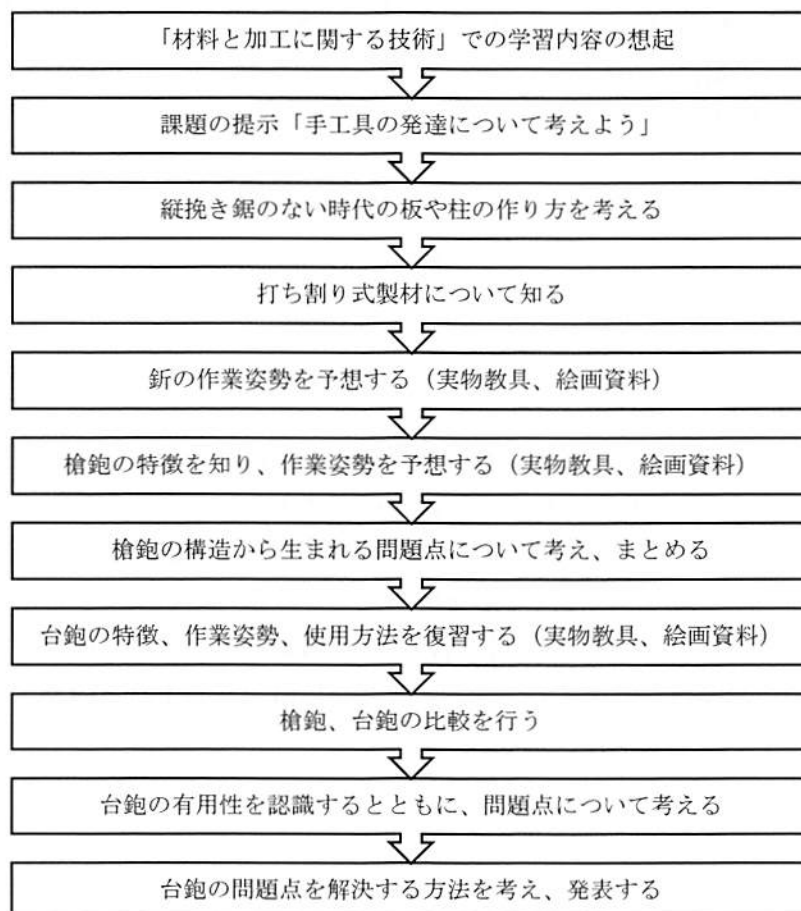 「材料と加工に関する技術」での学習内容の想起
課題の提示「手工具の発達について考えよう」
縦挽き鋸のない時代の板や柱の作り方を考える
打ち割り式製材について知る
釿の作業姿勢を予想する（実物教具、絵画資料）
槍鉋の特徴を知り、作業姿勢を予想する（実物教具、絵画資料）
槍鉋の構造から生まれる問題点について考え、まとめる
台鉋の特徴、作業姿勢、使用方法を復習する（実物教具、絵画資料）
槍鉋、台鉋の比較を行う
台鉋の有用性を認識するとともに、問題点について考える
台鉋の問題点を解決する方法を考え、発表する